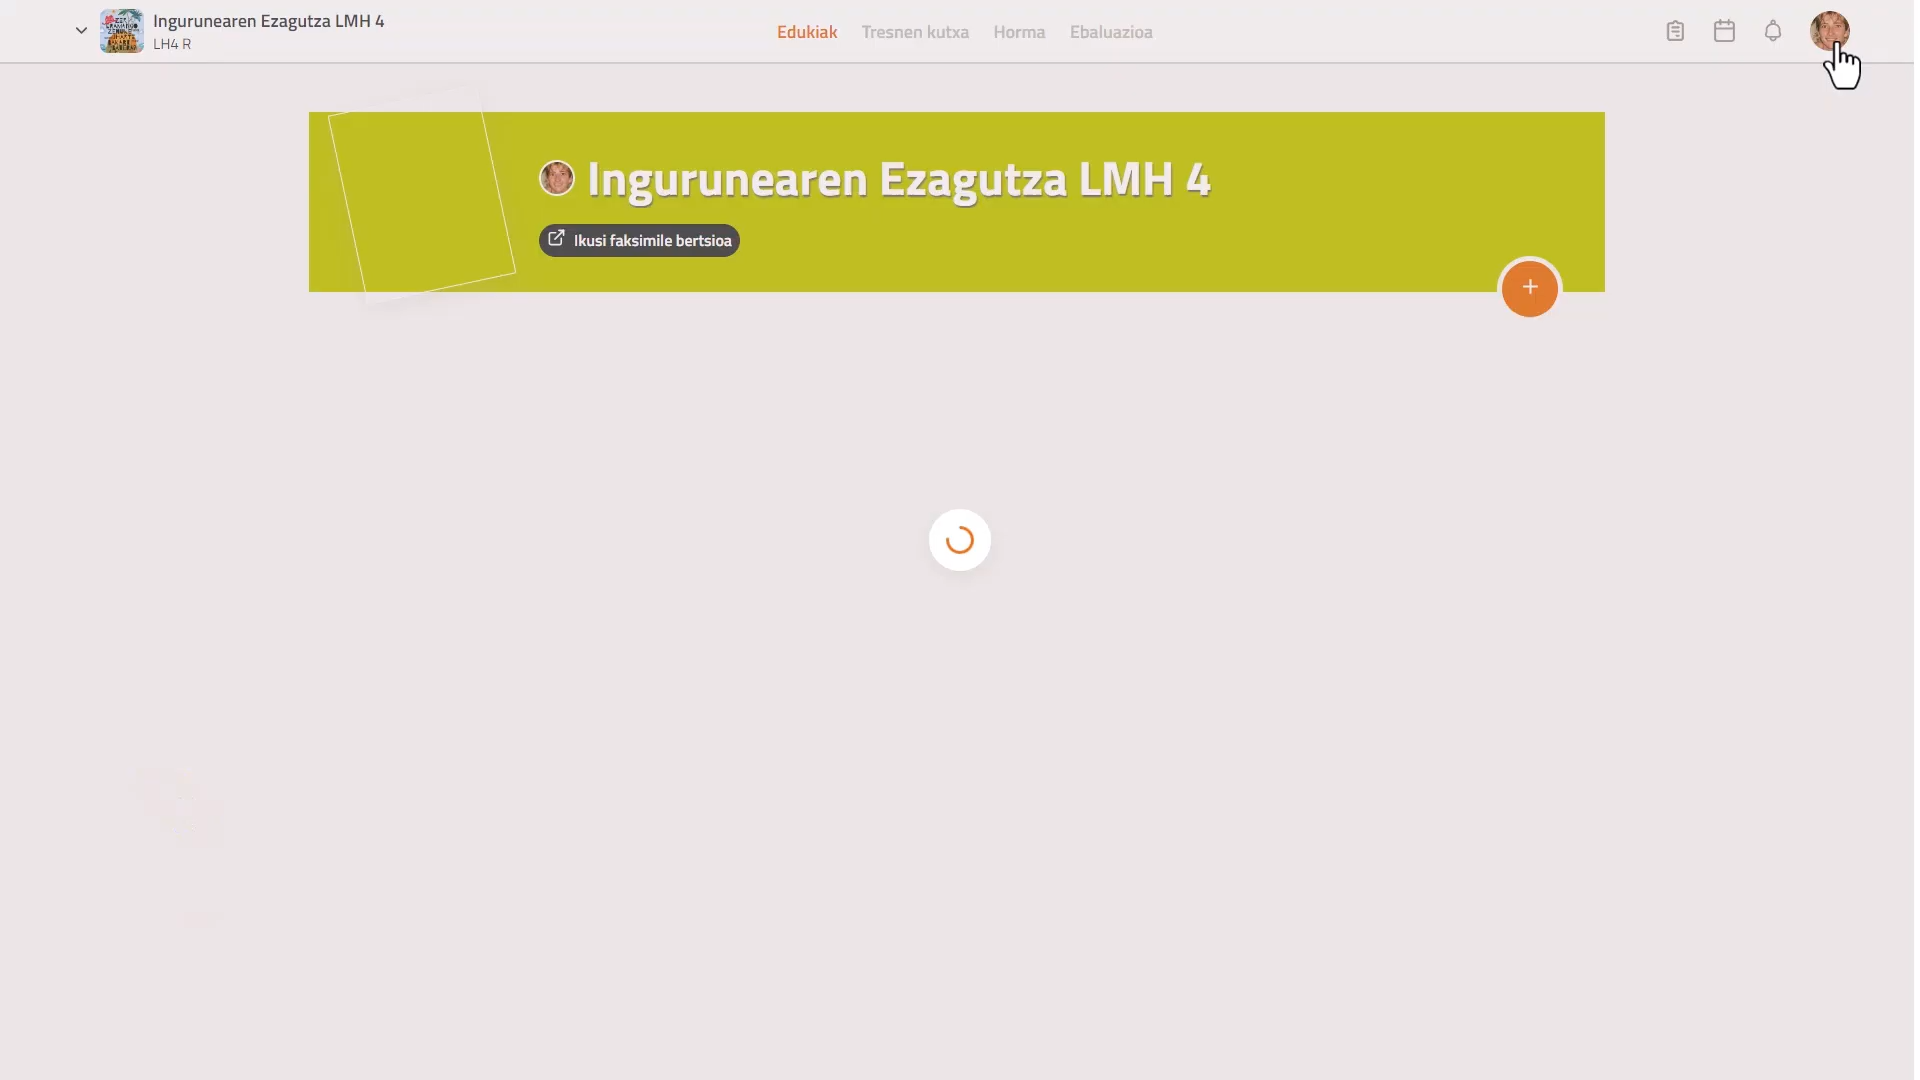 Ingurunearen Ezagutza LMH 4
LH4 R
Edukiak
Tresnen kutxa
Horma
Ebaluazioa
Ingurunearen Ezagutza LMH 4
Ikusi faksimile bertsioa